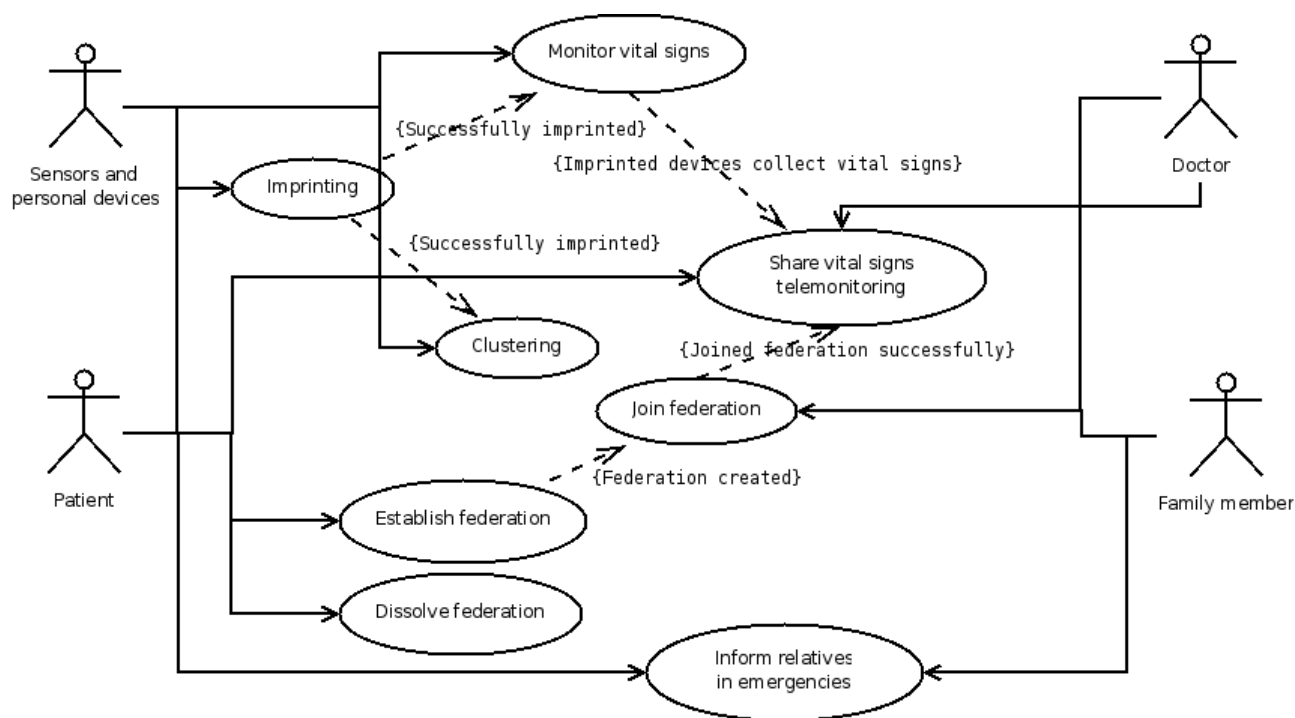 Monitor vital signs
{Successfully imprinted}
{Imprinted devices collect vital signs}
Sensors and
personal devices
Imprinting
Doctor
{Successfully imprinted}
Share vital signs
telemonitoring
Clustering
{Joined federation successfully}
Join federation
{Federation created}
Patient
Family member
Establish federation
Dissolve federation
Inform relatives
in emergencies